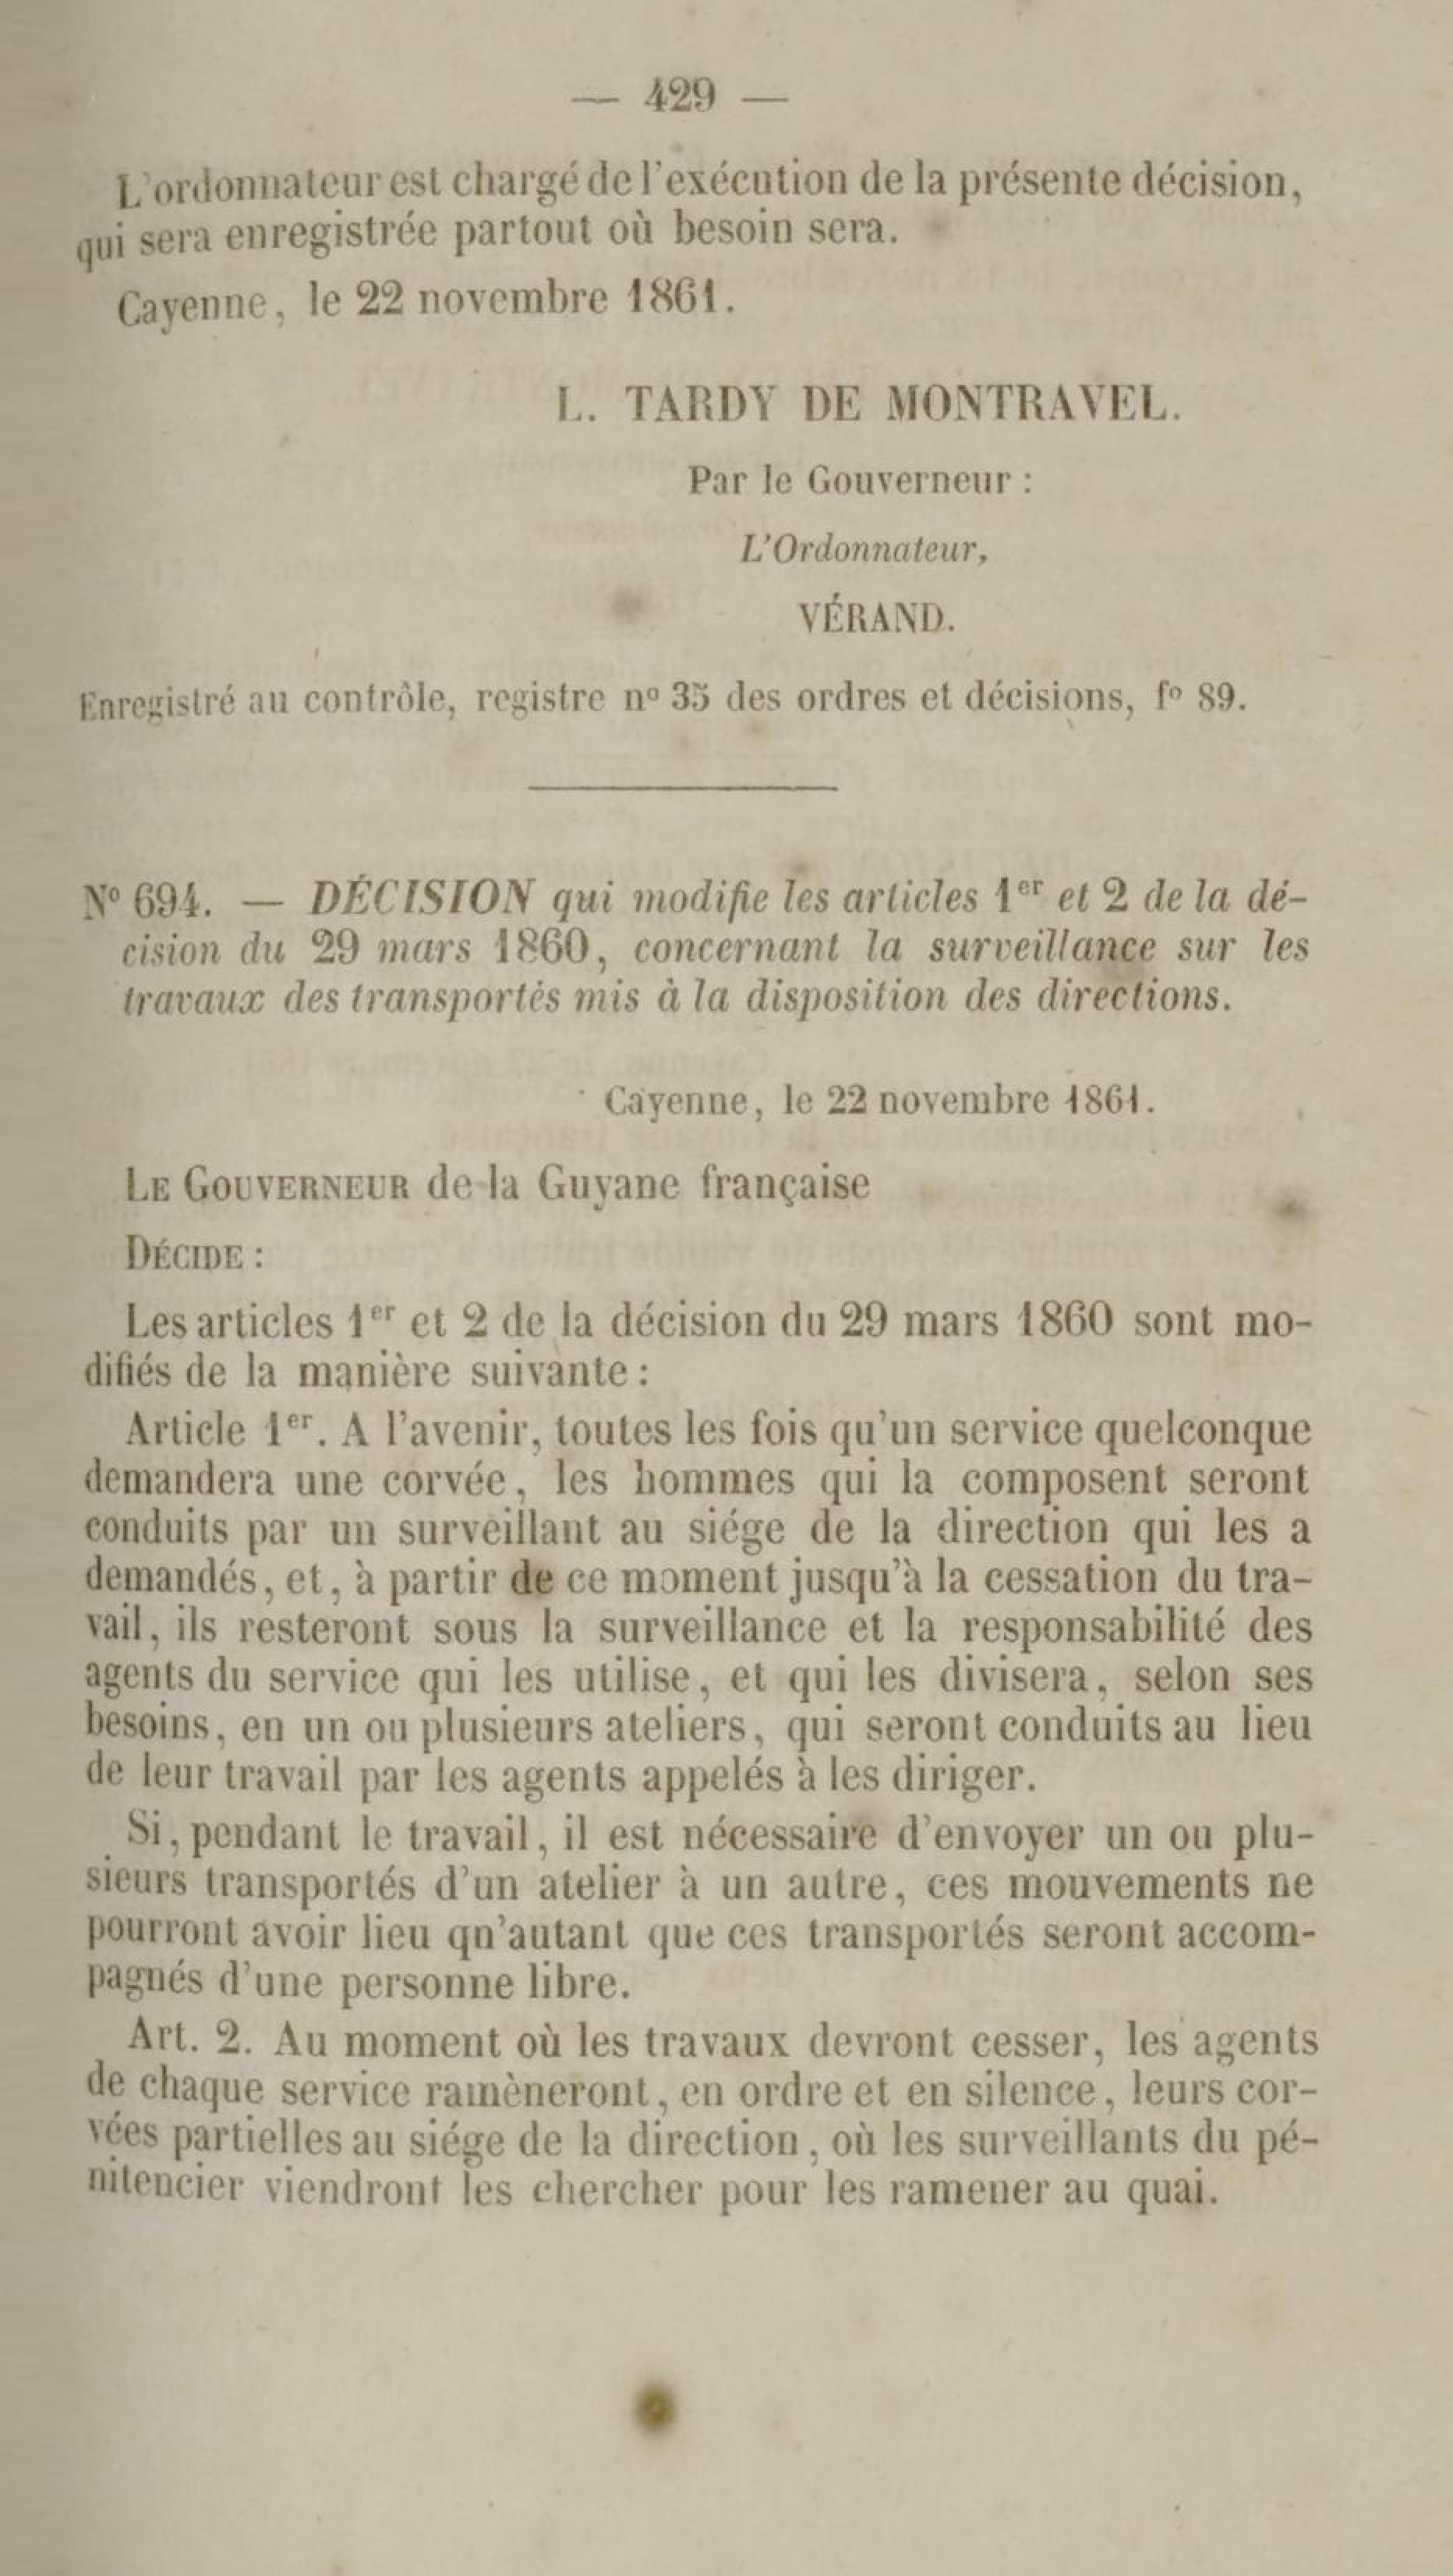 — 429 —
L'ordonnateur est chargé de l'exécution de la présente décision,
qui sera enregistrée partout où besoin sera.
Cayenne, le 22 novembre 1861.
L. TARDY DE MONTRAVEL.
Par le Gouverneur :
L'Ordonnateur,
VÉRAND.
Enregistré au contrôle, registre nº 35 des ordres et décisions, fº 89.
Nº 694. — DÉCISION qui modifie les articles 1er et 2 de la dé-
cision du 29 mars 1860, concernant la surveillance sur les
travaux des transportés mis à la disposition des directions.
Cayenne, le 22 novembre 1861.
LE GOUVERNEUR de la Guyane française
DÉCIDE :
Les articles 1er et 2 de la décision du 29 mars 1860 sont mo-
difiés de la manière suivante :
Article 1er. A l'avenir, toutes les fois qu'un service quelconque
demandera une corvée, les hommes qui la composent seront
conduits par un surveillant au siége de la direction qui les a
demandés, et, à partir de ce moment jusqu'à la cessation du tra-
vail, ils resteront sous la surveillance et la responsabilité des
agents du service qui les utilise, et qui les divisera, selon ses
besoins, en un ou plusieurs ateliers, qui seront conduits au lieu
de leur travail par les agents appelés à les diriger.
Si, pendant le travail, il est nécessaire d'envoyer un ou plu-
sieurs transportés d'un atelier à un autre, ces mouvements ne
pourront avoir lieu qu'autant que ces transportés seront accom-
pagnés d'une personne libre.
Art. 2. Au moment où les travaux devront cesser, les agents
de chaque service ramèneront, en ordre et en silence, leurs cor-
vées partielles au siége de la direction, où les surveillants du pé-
nitencier viendront les chercher pour les ramener au quai.